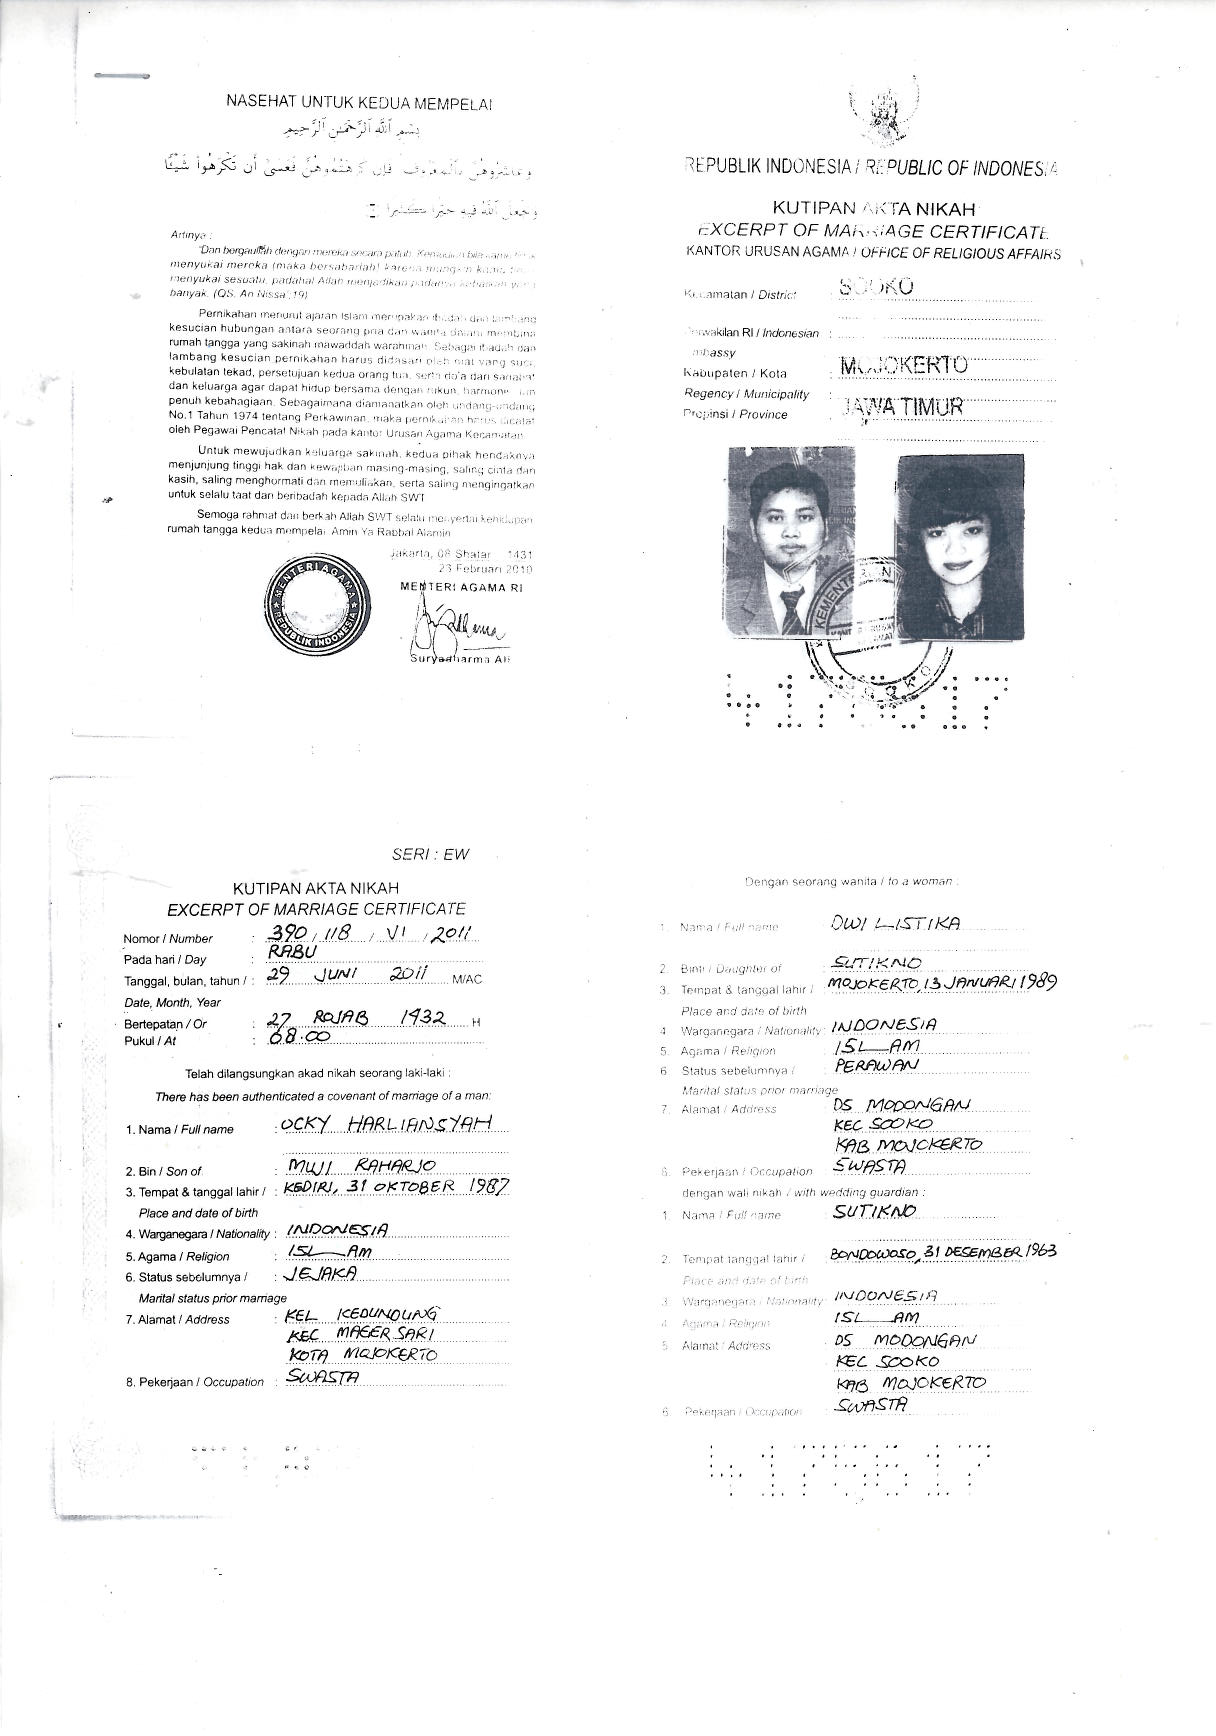 NASEHAT UNTUK KEDUA MEMPELAI
بِسْمِ اللَّهِ الرَّحْمَٰنِ الرَّحِيمِ
أَن تَكْرَهُوا شَيْئًا
Artinya :
"Dan bergaullah dengan mereka secara patut.
menyukai mereka (maka bersabarlah) karena
menyukai sesuatu, padahal Allah menjadikan padanya kebaikan
banyak. (QS. An Nissa: 19)
Pernikahan menurut ajaran Islam merupakan ibadah dan lambang
kesucian hubungan antara seorang pria dan wanita dalam membina
rumah tangga yang sakinah mawaddah warahmah. Sebagai ibadah dan
lambang kesucian pernikahan harus didasari oleh niat yang suci,
kebulatan tekad, persetujuan kedua orang tua, serta do'a dari sanabat
dan keluarga agar dapat hidup bersama dengan rukun, harmonis dan
penuh kebahagiaan. Sebagaimana diamanatkan oleh undang-undang
No.1 Tahun 1974 tentang Perkawinan, maka pernikahan harus dicatat
oleh Pegawai Pencatat Nikah pada kantor Urusan Agama Kecamatan.
Untuk mewujudkan keluarga sakinah, kedua pihak hendaknya
menjunjung tinggi hak dan kewajiban masing-masing, saling cinta dan
kasih, saling menghormati dan memuliakan, serta saling mengingatkan
untuk selalu taat dan beribadah kepada Allah SWT
Semoga rahmat dan berkah Allah SWT selalu menyertai kehidupan
rumah tangga kedua mempelai Amin Ya Rabbal Alamin
Jakarta, 08 Shafar 1431
23 Februari 2010
MENTERI AGAMA RI
MENTERI AGAMA
REPUBLIK INDONESIA
Suryadharma Ali
REPUBLIK INDONESIA / REPUBLIC OF INDONESIA
KUTIPAN AKTA NIKAH
EXCERPT OF MARRIAGE CERTIFICATE
KANTOR URUSAN AGAMA / OFFICE OF RELIGIOUS AFFAIRS
Kecamatan / District : SOOKO
Perwakilan RI / Indonesian :
mbassy
Kabupaten / Kota : MOJOKERTO
Regency / Municipality :
Propinsi / Province : JAWA TIMUR
KEMENTERIAN
SOOKO
4175517
SERI : EW
KUTIPAN AKTA NIKAH
EXCERPT OF MARRIAGE CERTIFICATE
Nomor / Number : 390 / 118 / VI / 2011
Pada hari / Day : RABU
Tanggal, bulan, tahun / : 29 JUNI 2011 M/AC
Date, Month, Year
Bertepatan / Or : 27 ROJAB 1432 H
Pukul / At : 08.00
Telah dilangsungkan akad nikah seorang laki-laki :
There has been authenticated a covenant of marriage of a man:
1. Nama / Full name : OCKY HARLIANSYAH
2. Bin / Son of : MUJI RAHARJO
3. Tempat & tanggal lahir / : KEDIRI, 31 OKTOBER 1987
Place and date of birth
4. Warganegara / Nationality : INDONESIA
5. Agama / Religion : ISLAM
6. Status sebelumnya / : JEJAKA
Marital status prior marriage
7. Alamat / Address : KEL KEDUNDUNG
KEC MAGERSARI
KOTA MOJOKERTO
8. Pekerjaan / Occupation : SWASTA
Dengan seorang wanita / to a woman :
1. Nama / Full name DWI LISTIKA
2. Binti / Daughter of : SUTIKNO
3. Tempat & tanggal lahir / : MOJOKERTO, 13 JANUARI 1989
Place and date of birth
4. Warganegara / Nationality : INDONESIA
5. Agama / Religion : ISLAM
6. Status sebelumnya / : PERAWAN
Marital status prior marriage
7. Alamat / Address : DS MODONGAN
KEC SOOKO
KAB MOJOKERTO
8. Pekerjaan / Occupation SWASTA
dengan wali nikah / with wedding guardian :
1. Nama / Full name : SUTIKNO
2. Tempat tanggal lahir / : BONDOWOSO, 31 DESEMBER 1963
Place and date of birth
3. Warganegara / Nationality : INDONESIA
4. Agama / Religion : ISLAM
5. Alamat / Address : DS MODONGAN
KEC SOOKO
KAB MOJOKERTO
6. Pekerjaan / Occupation SWASTA
4175517